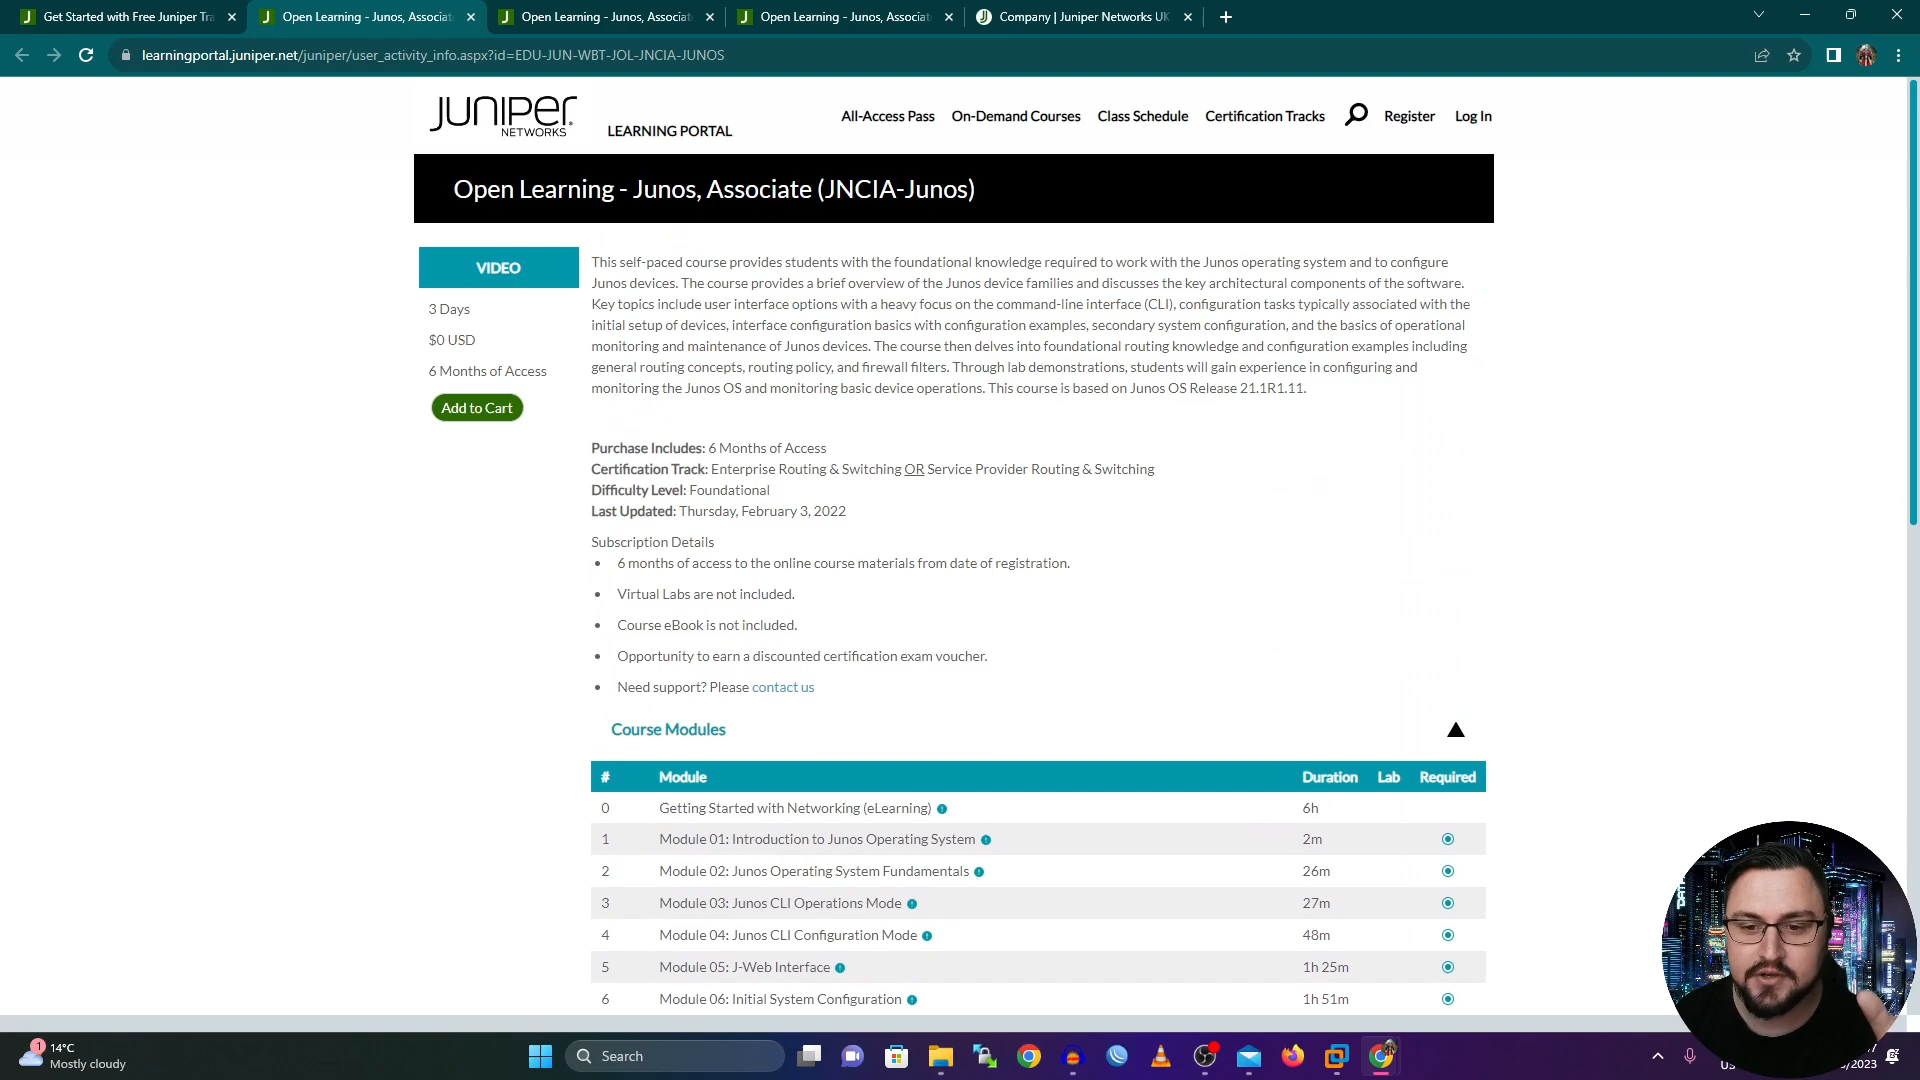 Get Started with Free Juniper Tra
Open Learning - Junos, Associate
Open Learning - Junos, Associate
Open Learning - Junos, Associate
Company | Juniper Networks UK
learningportal.juniper.net/juniper/user_activity_info.aspx?id=EDU-JUN-WBT-JOL-JNCIA-JUNOS
JUNIPER NETWORKS
LEARNING PORTAL
All-Access Pass
On-Demand Courses
Class Schedule
Certification Tracks
Register
Log In
Open Learning - Junos, Associate (JNCIA-Junos)
VIDEO
3 Days
$0 USD
6 Months of Access
Add to Cart
This self-paced course provides students with the foundational knowledge required to work with the Junos operating system and to configure
Junos devices. The course provides a brief overview of the Junos device families and discusses the key architectural components of the software.
Key topics include user interface options with a heavy focus on the command-line interface (CLI), configuration tasks typically associated with the
initial setup of devices, interface configuration basics with configuration examples, secondary system configuration, and the basics of operational
monitoring and maintenance of Junos devices. The course then delves into foundational routing knowledge and configuration examples including
general routing concepts, routing policy, and firewall filters. Through lab demonstrations, students will gain experience in configuring and
monitoring the Junos OS and monitoring basic device operations. This course is based on Junos OS Release 21.1R1.11.
Purchase Includes: 6 Months of Access
Certification Track: Enterprise Routing & Switching OR Service Provider Routing & Switching
Difficulty Level: Foundational
Last Updated: Thursday, February 3, 2022
Subscription Details
• 6 months of access to the online course materials from date of registration.
• Virtual Labs are not included.
• Course eBook is not included.
• Opportunity to earn a discounted certification exam voucher.
• Need support? Please contact us
Course Modules
# Module Duration Lab Required
0 Getting Started with Networking (eLearning) 6h
1 Module 01: Introduction to Junos Operating System 2m
2 Module 02: Junos Operating System Fundamentals 26m
3 Module 03: Junos CLI Operations Mode 27m
4 Module 04: Junos CLI Configuration Mode 48m
5 Module 05: J-Web Interface 1h 25m
6 Module 06: Initial System Configuration 1h 51m
1
14°C
Mostly cloudy
Search
/2023